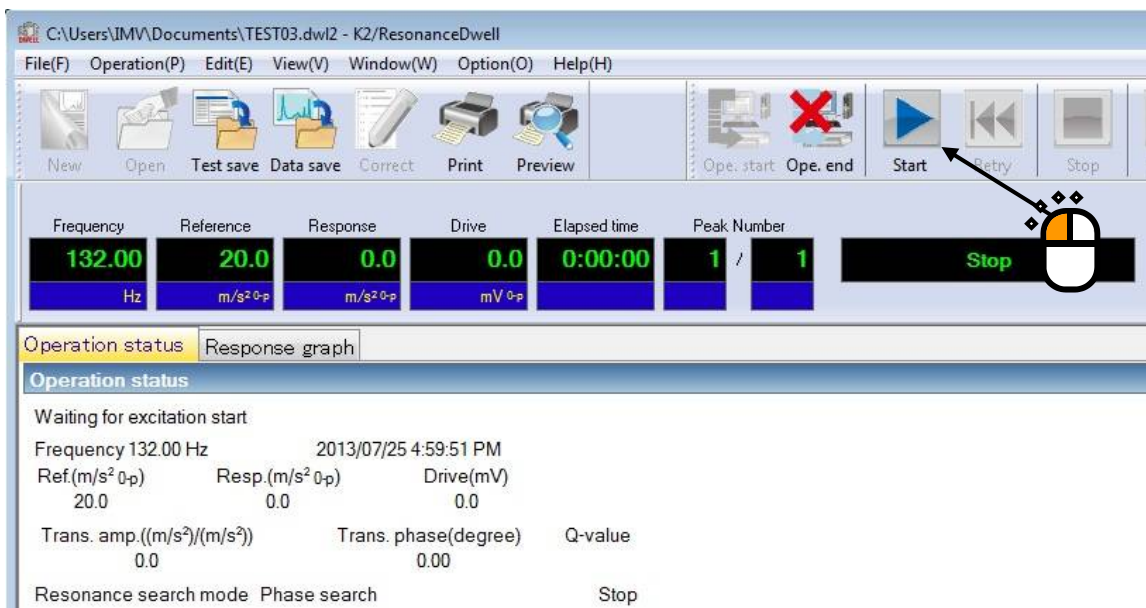 C:\Users\IMV\Documents\TEST03.dwl2 - K2/ResonanceDwell
File(F) Operation(P) Edit(E) View(V) Window(W) Option(O) Help(H)
New Open Test save Data save Correct Print Preview Ope. start Ope. end Start Retry Stop
Frequency Reference Response Drive Elapsed time Peak Number
132.00 20.0 0.0 0.0 0:00:00 1 / 1 Stop
Hz m/s² 0-p m/s² 0-p mV 0-p
Operation status Response graph
Operation status
Waiting for excitation start
Frequency 132.00 Hz 2013/07/25 4:59:51 PM
Ref.(m/s² 0-p) Resp.(m/s² 0-p) Drive(mV)
20.0 0.0 0.0
Trans. amp.((m/s²)/(m/s²)) Trans. phase(degree) Q-value
0.0 0.00
Resonance search mode Phase search Stop